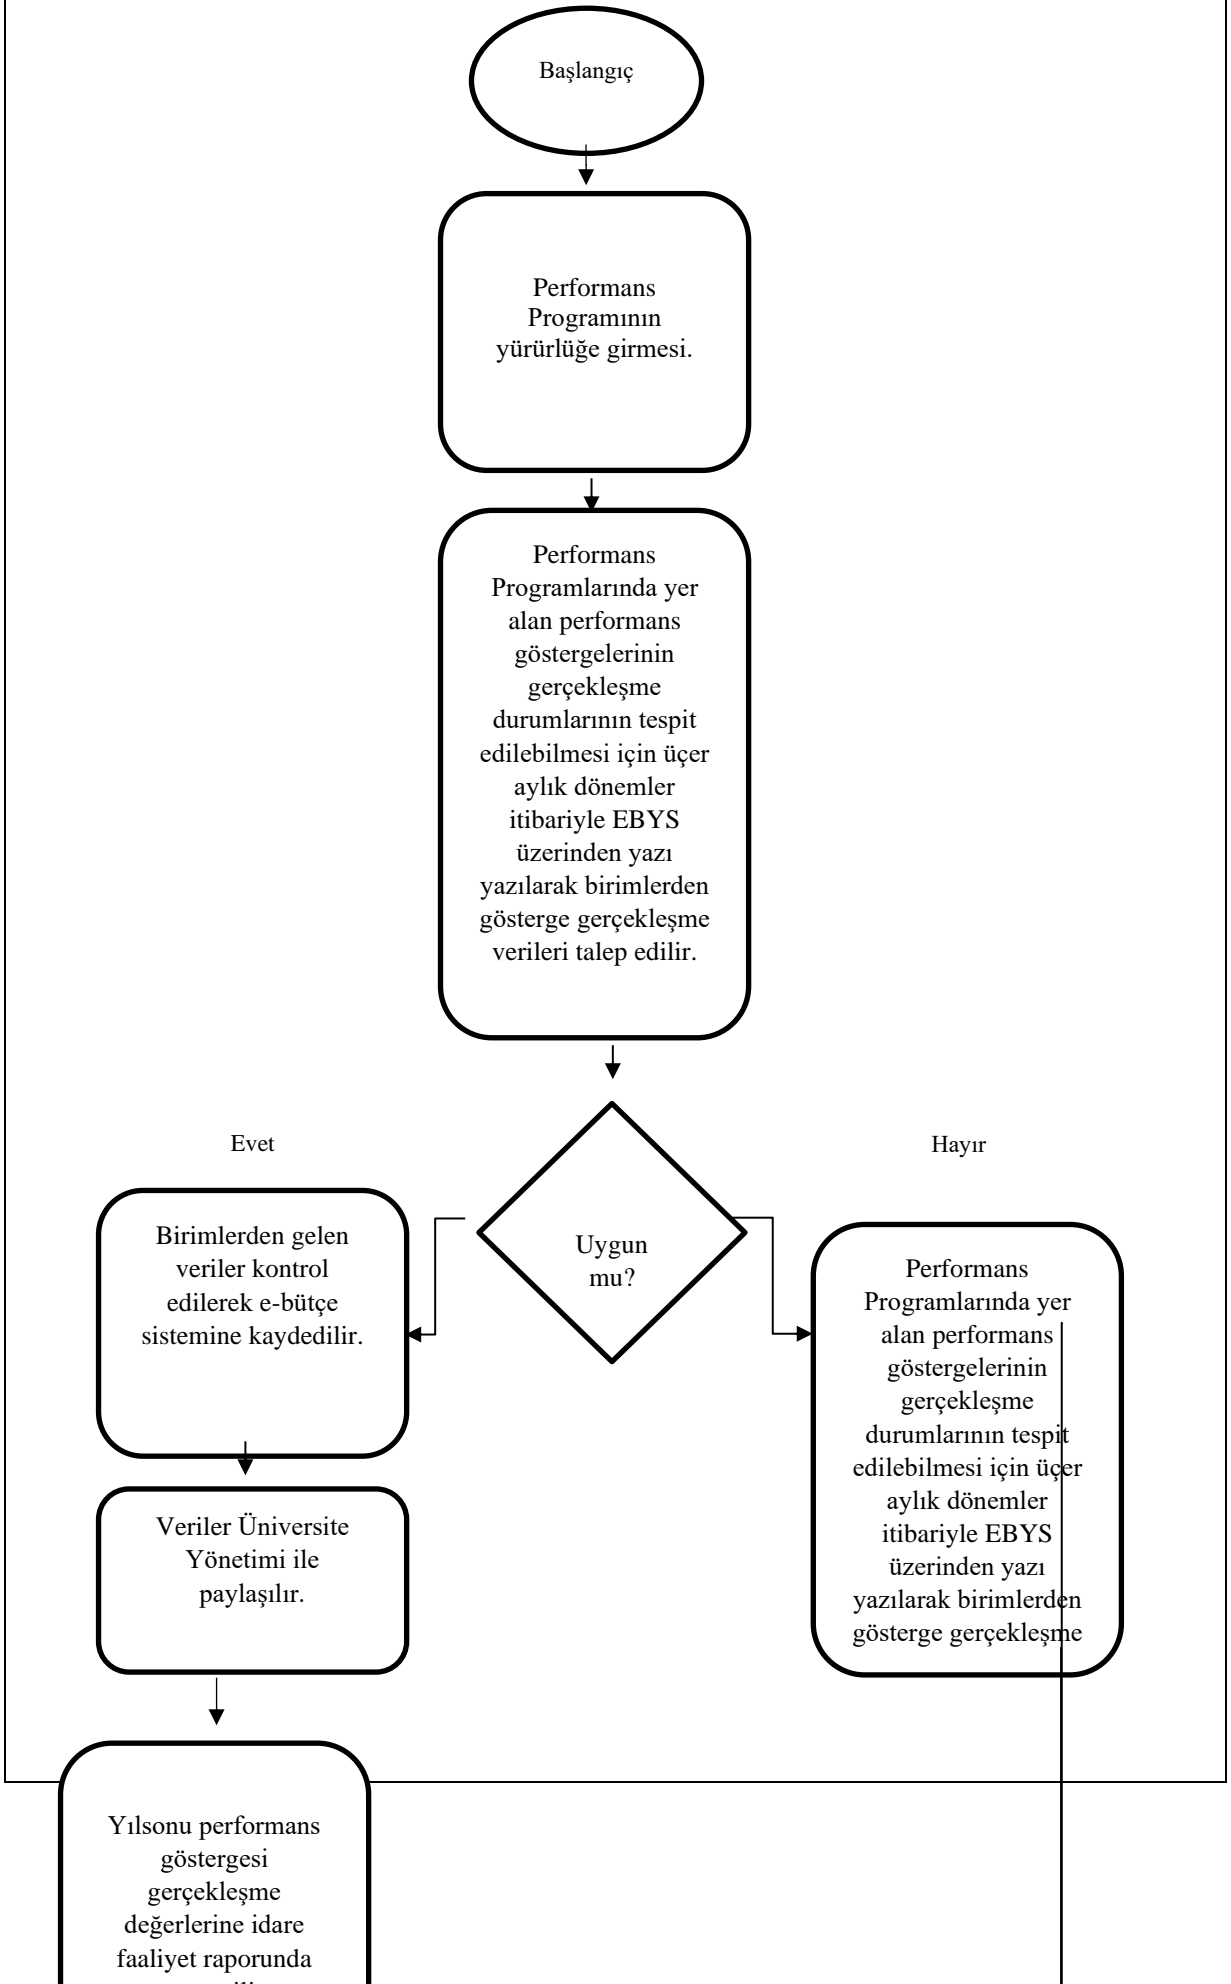 Başlangıç
Performans
Programının
yürürlüğe girmesi.
Performans
Programlarında yer
alan performans
göstergelerinin
gerçekleşme
durumlarının tespit
edilebilmesi için üçer
aylık dönemler
itibariyle EBYS
üzerinden yazı
yazılarak birimlerden
gösterge gerçekleşme
verileri talep edilir.
Evet
Hayır
Uygun
mu?
Birimlerden gelen
veriler kontrol
edilerek e-bütçe
sistemine kaydedilir.
Performans
Programlarında yer
alan performans
göstergelerinin
gerçekleşme
durumlarının tespit
edilebilmesi için üçer
aylık dönemler
itibariyle EBYS
üzerinden yazı
yazılarak birimlerden
gösterge gerçekleşme
Veriler Üniversite
Yönetimi ile
paylaşılır.
Yılsonu performans
göstergesi
gerçekleşme
değerlerine idare
faaliyet raporunda